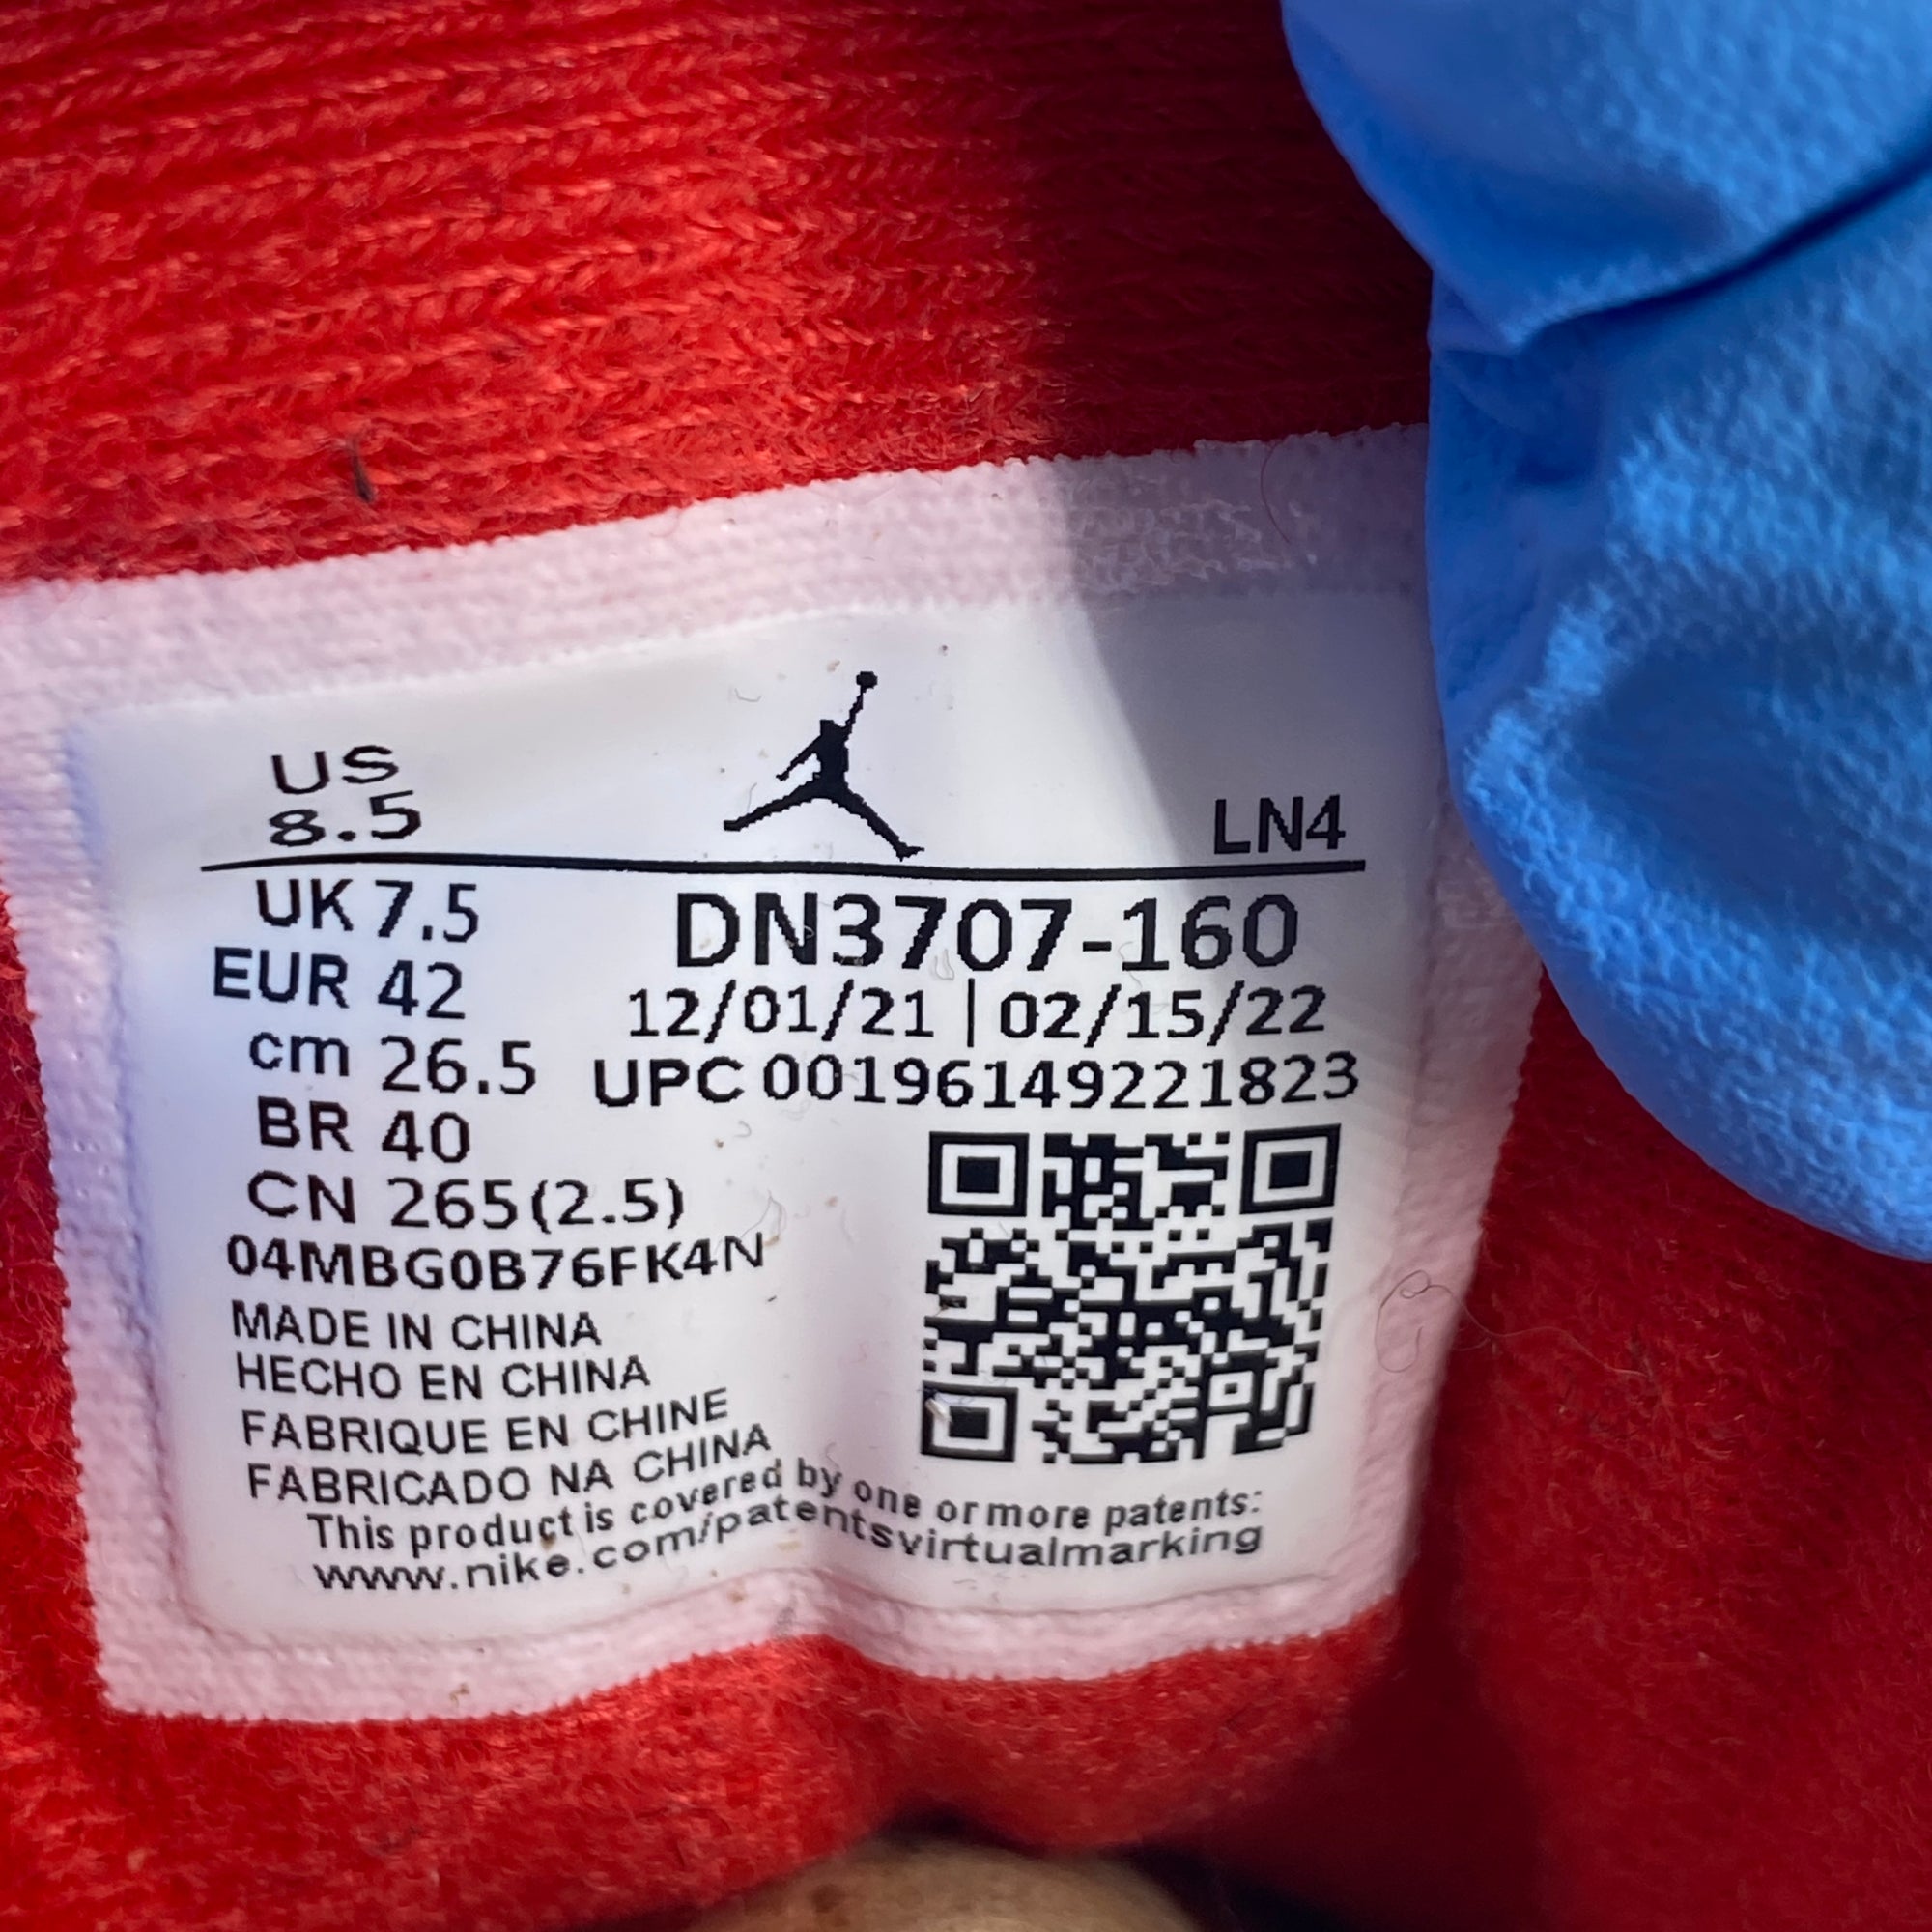 US
8.5
LN4
UK 7.5
DN3707-160
EUR 42
12/01/21 | 02/15/22
cm 26.5
UPC 00196149221823
BR 40
CN 265(2.5)
04MBG0B76FK4N
MADE IN CHINA
HECHO EN CHINA
FABRIQUE EN CHINE
FABRICADO NA CHINA
This product is covered by one or more patents:
www.nike.com/patentsvirtualmarking